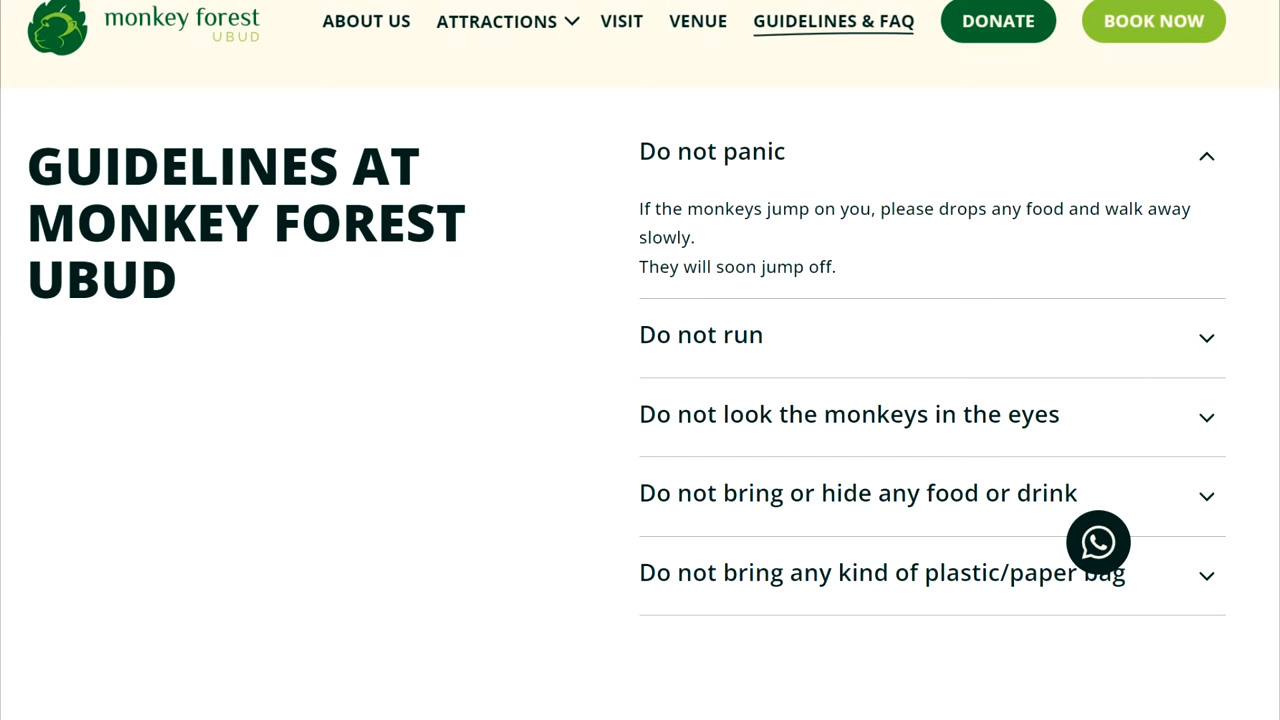 monkey forest
UBUD
ABOUT US
ATTRACTIONS
VISIT
VENUE
GUIDELINES & FAQ
DONATE
BOOK NOW
GUIDELINES AT
MONKEY FOREST
UBUD
Do not panic
If the monkeys jump on you, please drops any food and walk away
slowly.
They will soon jump off.
Do not run
Do not look the monkeys in the eyes
Do not bring or hide any food or drink
Do not bring any kind of plastic/paper bag